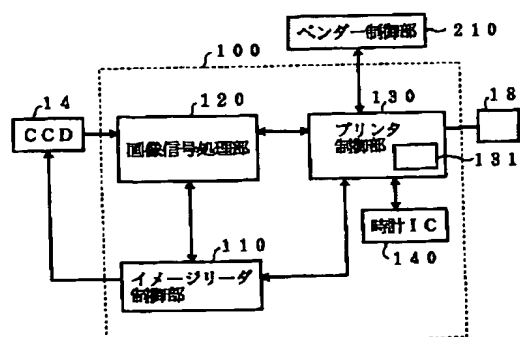 ベンダー制御部
210
100
14
CCD
120
画像信号処理部
130
プリンタ
制御部
131
18
時計IC
140
110
イメージリーダ
制御部